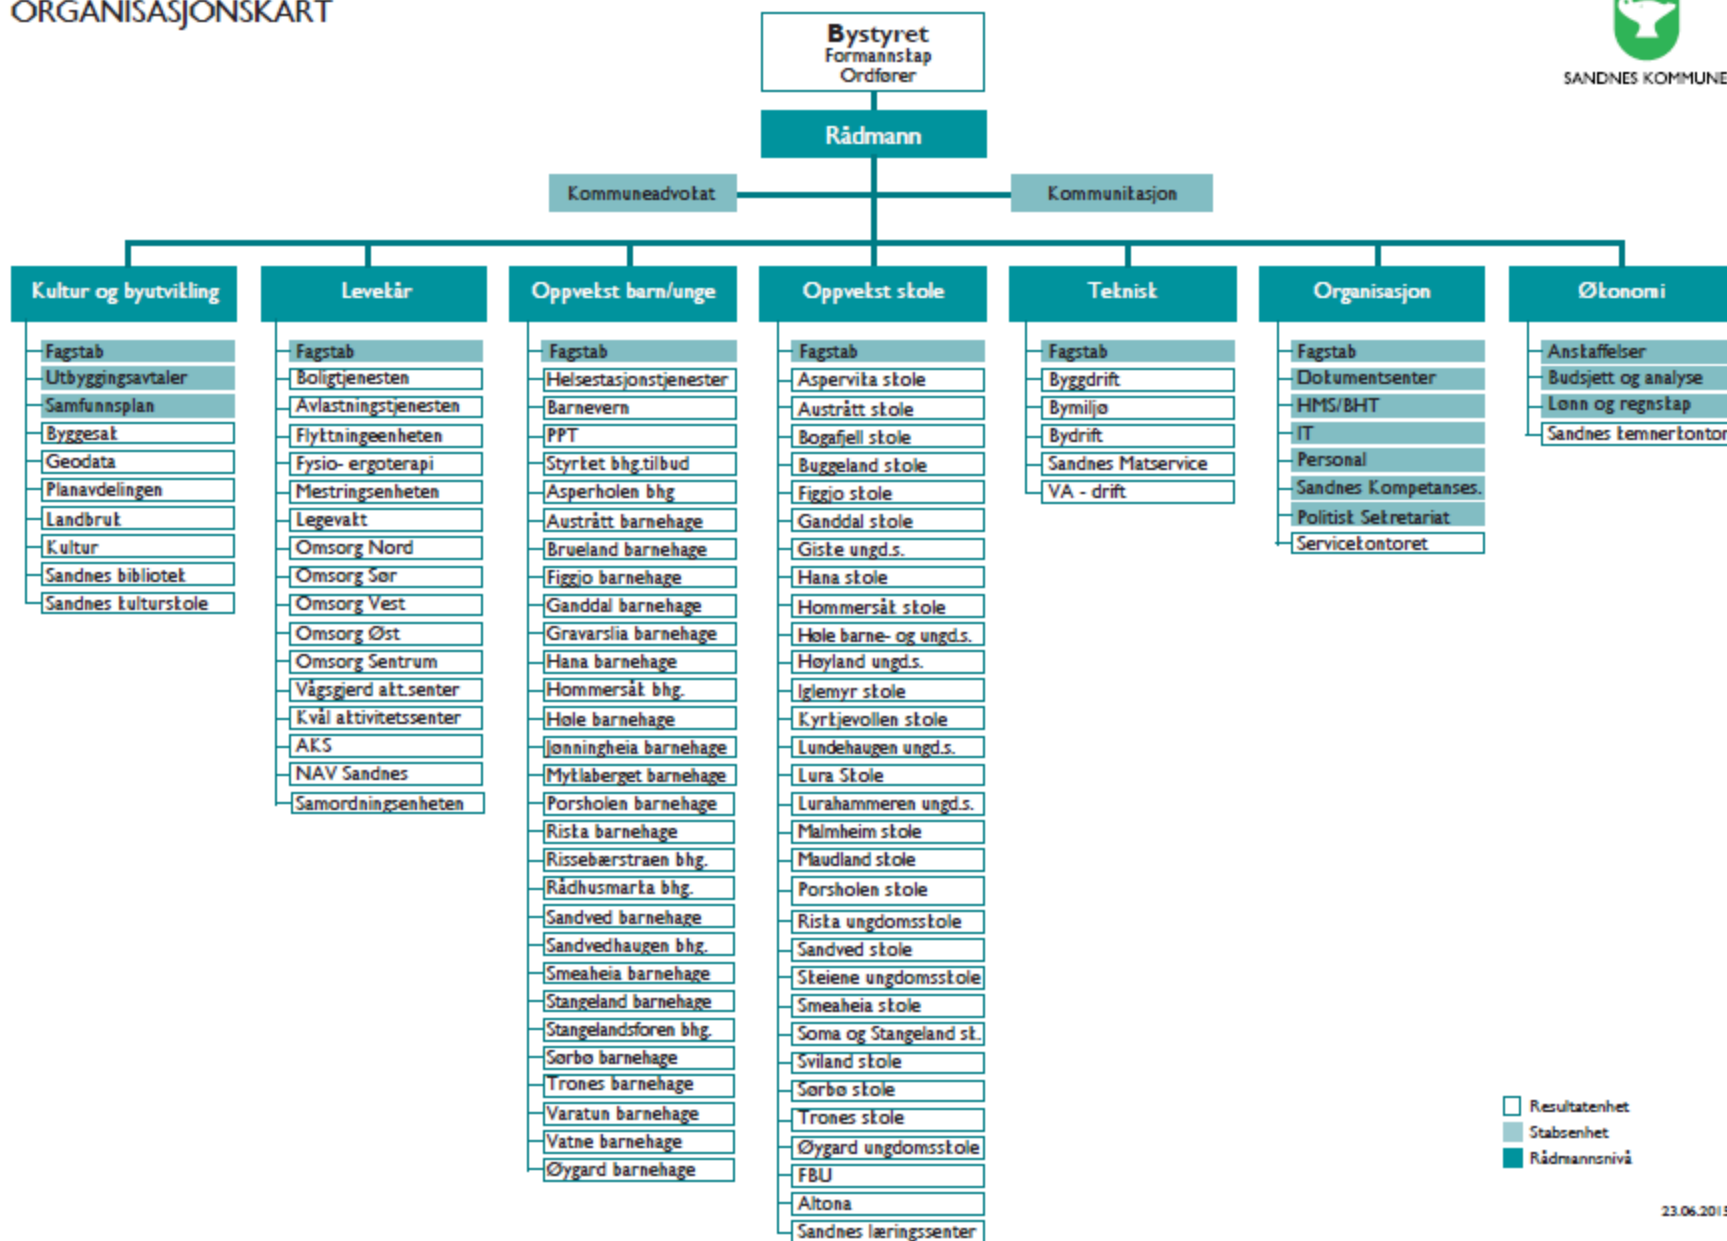 ORGANISASJONSKART
SANDNES KOMMUNE
Bystyret
Formannskap
Ordfører
Rådmann
Kommuneadvokat
Kommunikasjon
Kultur og byutvikling
Fagstab
Utbyggingsavtaler
Samfunnsplan
Byggesak
Geodata
Planavdelingen
Landbruk
Kultur
Sandnes bibliotek
Sandnes kulturskole
Levekår
Fagstab
Boligtjenesten
Avlastningstjenesten
Flyktningeenheten
Fysio- ergoterapi
Mestringsenheten
Legevakt
Omsorg Nord
Omsorg Sør
Omsorg Vest
Omsorg Øst
Omsorg Sentrum
Vågsgjerd akt.senter
Kvål aktivitetssenter
AKS
NAV Sandnes
Samordningsenheten
Oppvekst barn/unge
Fagstab
Helsestasjonstjenester
Barnevern
PPT
Styrket bhg.tilbud
Asperholen bhg
Austrått barnehage
Brueland barnehage
Figgjo barnehage
Ganddal barnehage
Gravarslia barnehage
Hana barnehage
Hommersåk bhg.
Høle barnehage
Jønningheia barnehage
Myklaberget barnehage
Porsholen barnehage
Riska barnehage
Rissebærstraen bhg.
Rådhusmarka bhg.
Sandved barnehage
Sandvedhaugen bhg.
Smeaheia barnehage
Stangeland barnehage
Stangelandsforen bhg.
Sørbø barnehage
Trones barnehage
Varatun barnehage
Vatne barnehage
Øygard barnehage
Oppvekst skole
Fagstab
Aspervika skole
Austrått skole
Bogafjell skole
Buggeland skole
Figgjo skole
Ganddal skole
Giske ungd.s.
Hana skole
Hommersåk skole
Høle barne- og ungd.s.
Høyland ungd.s.
Iglemyr skole
Kyrkjevollen skole
Lundehaugen ungd.s.
Lura Skole
Lurahammeren ungd.s.
Malmheim skole
Maudland skole
Porsholen skole
Riska ungdomsskole
Sandved skole
Skeiene ungdomsskole
Smeaheia skole
Soma og Stangeland sk.
Sviland skole
Sørbø skole
Trones skole
Øygard ungdomsskole
FBU
Altona
Sandnes læringssenter
Teknisk
Fagstab
Byggdrift
Bymiljø
Bydrift
Sandnes Matservice
VA - drift
Organisasjon
Fagstab
Dokumentsenter
HMS/BHT
IT
Personal
Sandnes Kompetanses.
Politisk Sekretariat
Servicekontoret
Økonomi
Anskaffelser
Budsjett og analyse
Lønn og regnskap
Sandnes kemnerkontor
Resultatenhet
Stabsenhet
Rådmannsnivå
23.06.2015